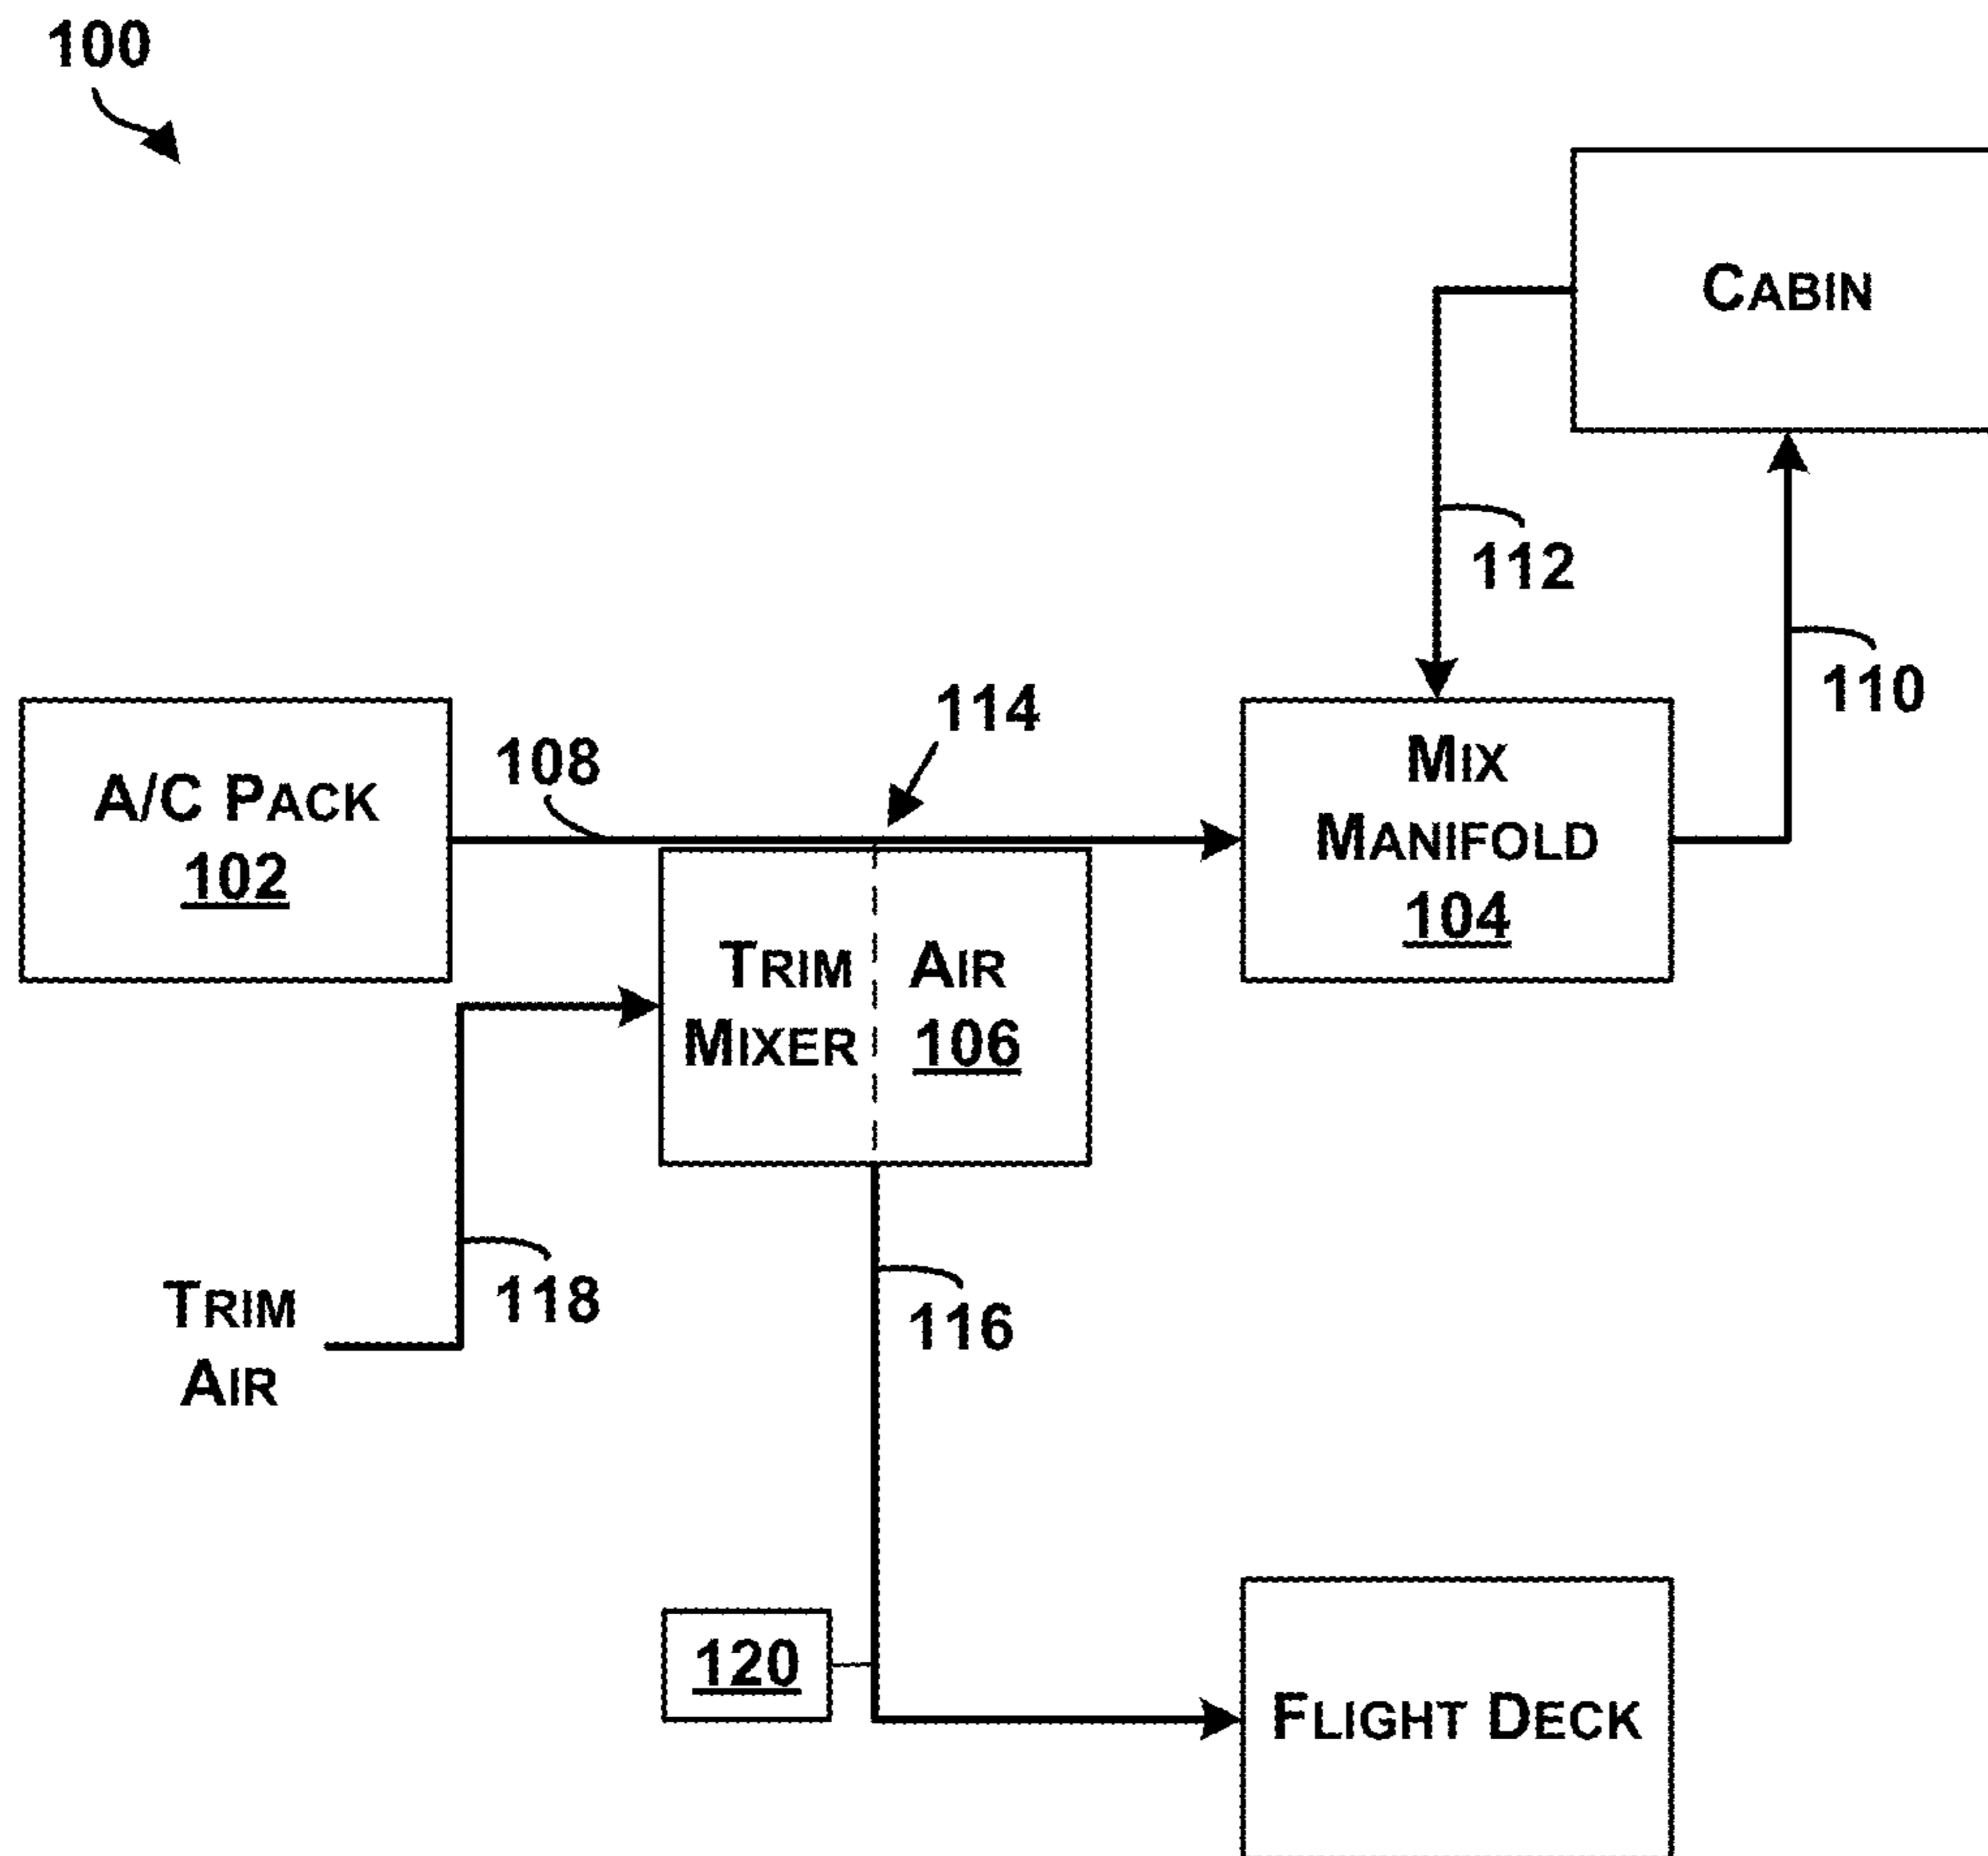 100
CABIN
112
110
114
108
A/C PACK
102
MIX
MANIFOLD
104
TRIM AIR
MIXER 106
118
TRIM
AIR
116
120
FLIGHT DECK